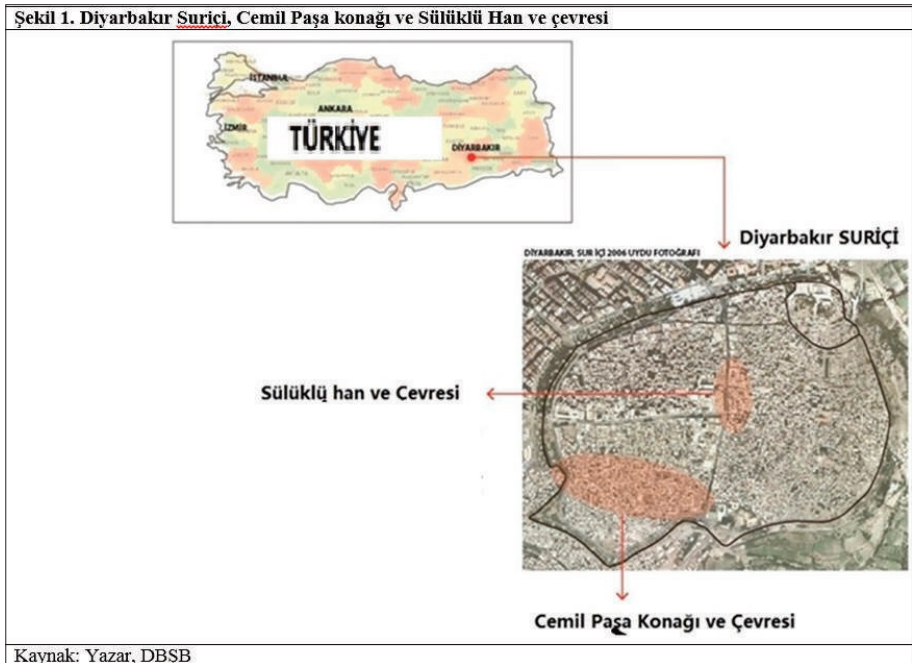 Şekil 1. Diyarbakır Suriçi, Cemil Paşa konağı ve Sülüklü Han ve çevresi
İSTANBUL
ANKARA
İZMİR
TÜRKİYE
DİYARBAKIR
Diyarbakır SURİÇİ
DİYARBAKIR, SUR İÇİ 2006 UYDU FOTOĞRAFI
Sülüklü han ve Cevresi
Cemil Paşa Konağı ve Çevresi
Kaynak: Yazar, DBŞB